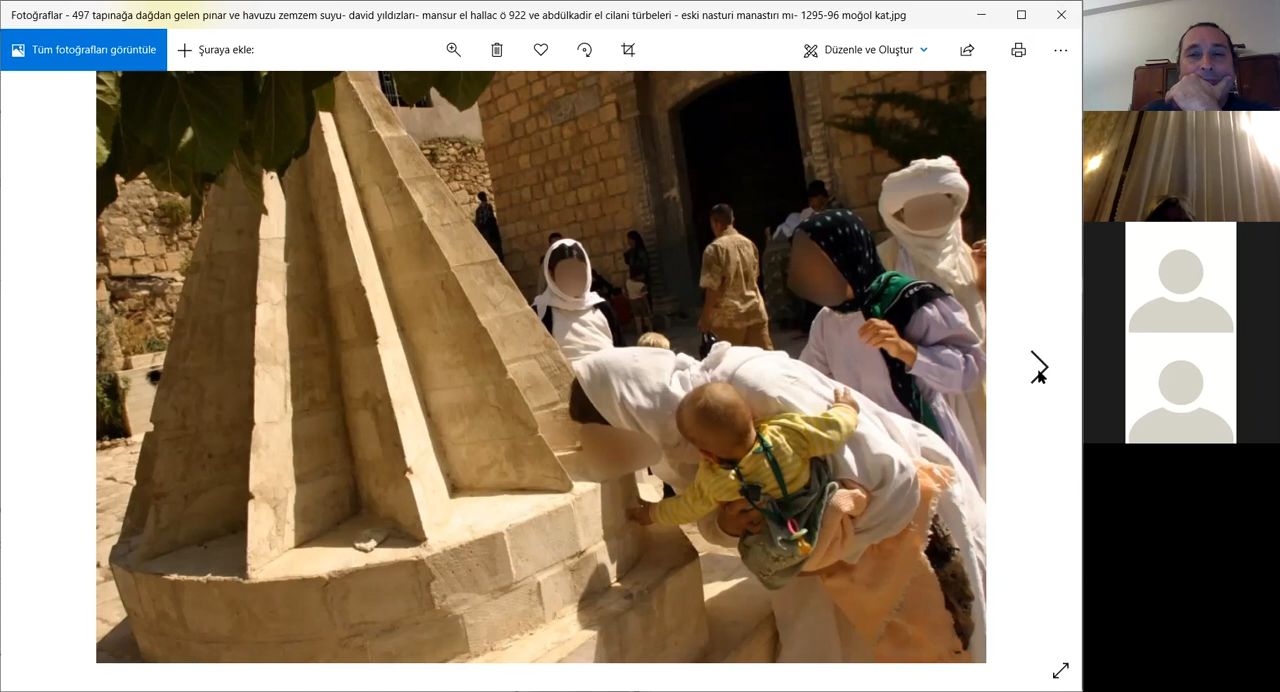 Fotoğraflar - 497 tapınağa dağdan gelen pınar ve havuzu zemzem suyu- david yıldızları- mansur el hallac ö 922 ve abdülkadir el cilani türbeleri - eski nasturi manastırı mı- 1295-96 moğol kat.jpg
Tüm fotoğrafları görüntüle
Şuraya ekle:
Düzenle ve Oluştur